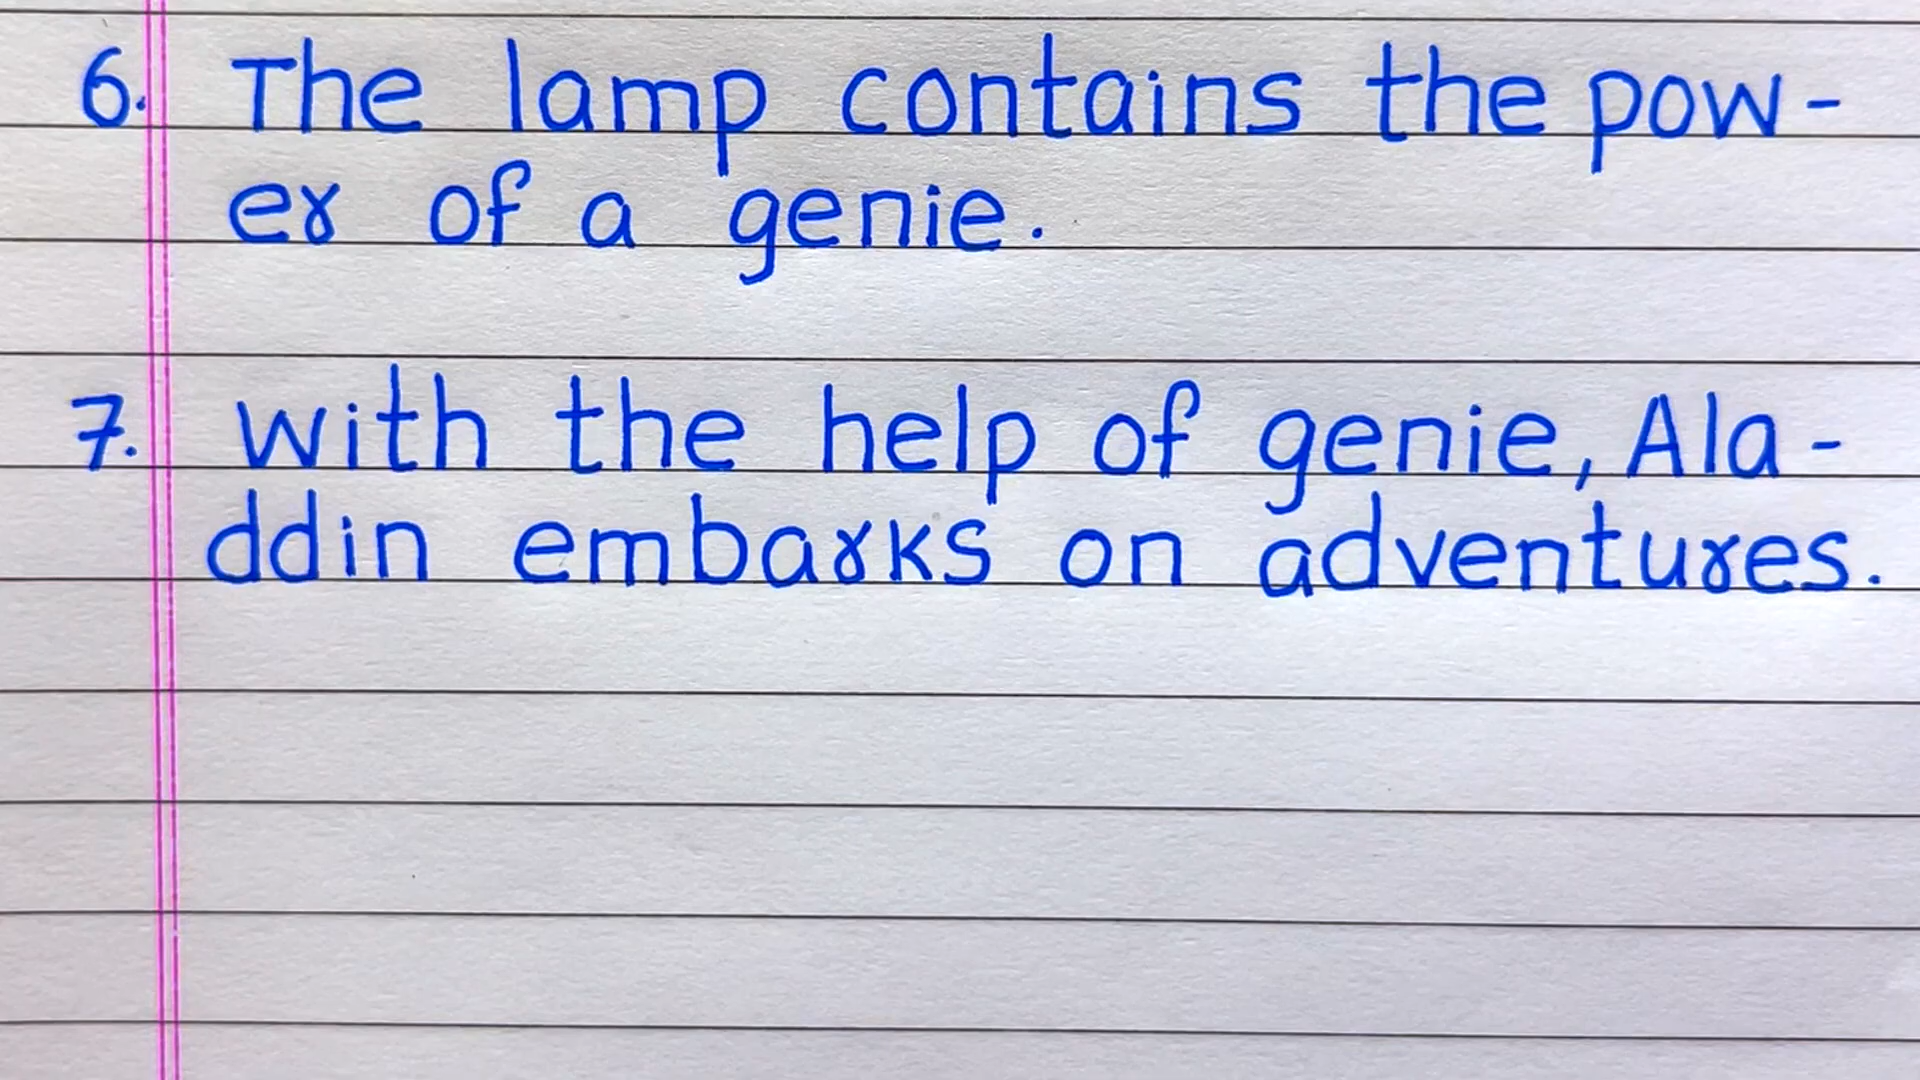 6. The lamp contains the pow-
er of a genie.
7. With the help of genie, Ala-
ddin embarks on adventures.